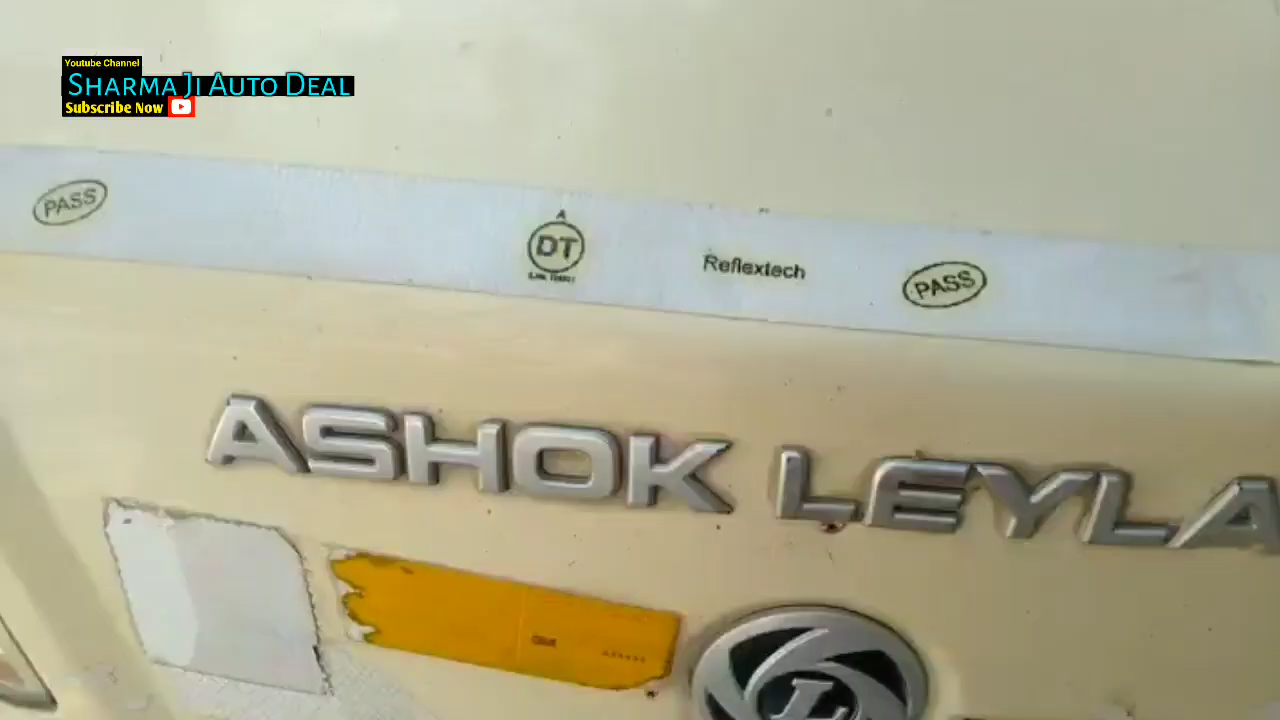 Youtube Channel
SHARMA JI AUTO DEAL
Subscribe Now
PASS
A
DT
Reflextech
PASS
ASHOK LEYLA
L